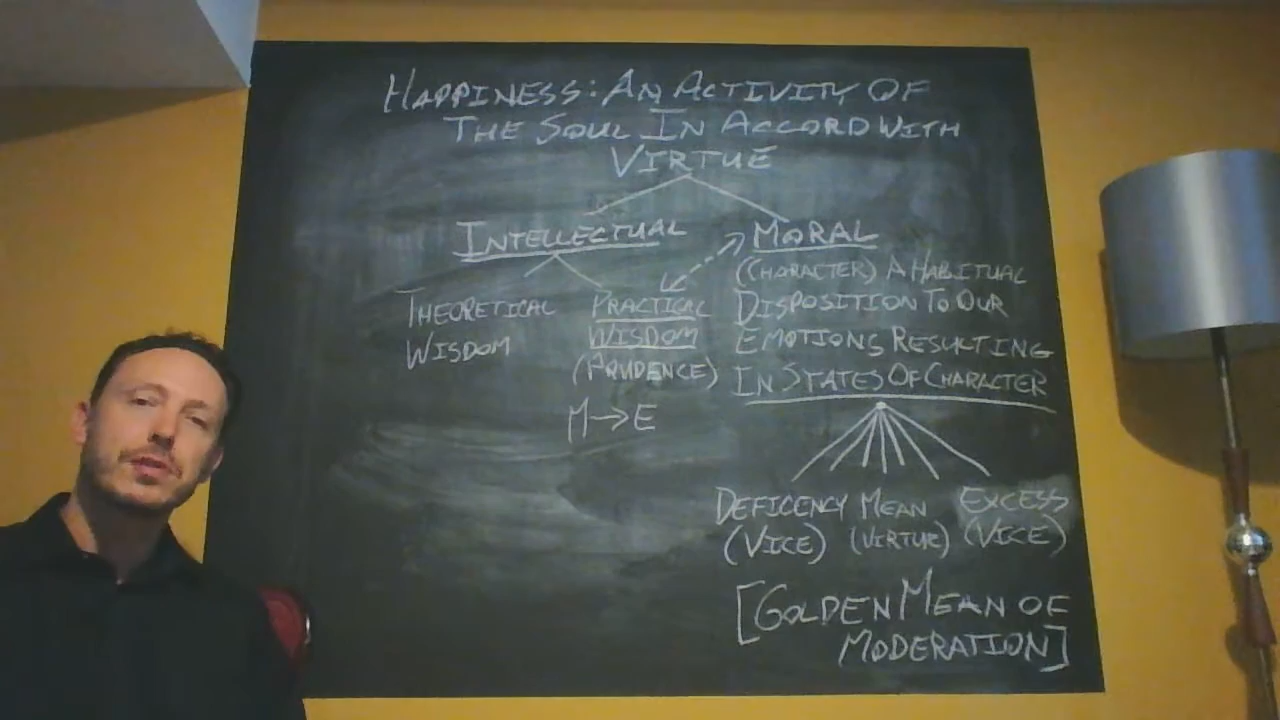 HAPPINESS: AN ACTIVITY OF
THE SOUL IN ACCORD WITH
VIRTUE
INTELLECTUAL
THEORETICAL
WISDOM
PRACTICAL
WISDOM
(PRUDENCE)
M→E
MORAL
(CHARACTER) A HABITUAL
DISPOSITION TO OUR
EMOTIONS RESULTING
IN STATES OF CHARACTER
DEFICENCY MEAN EXCESS
(VICE) (VIRTUE) (VICE)
[GOLDEN MEAN OF
MODERATION]